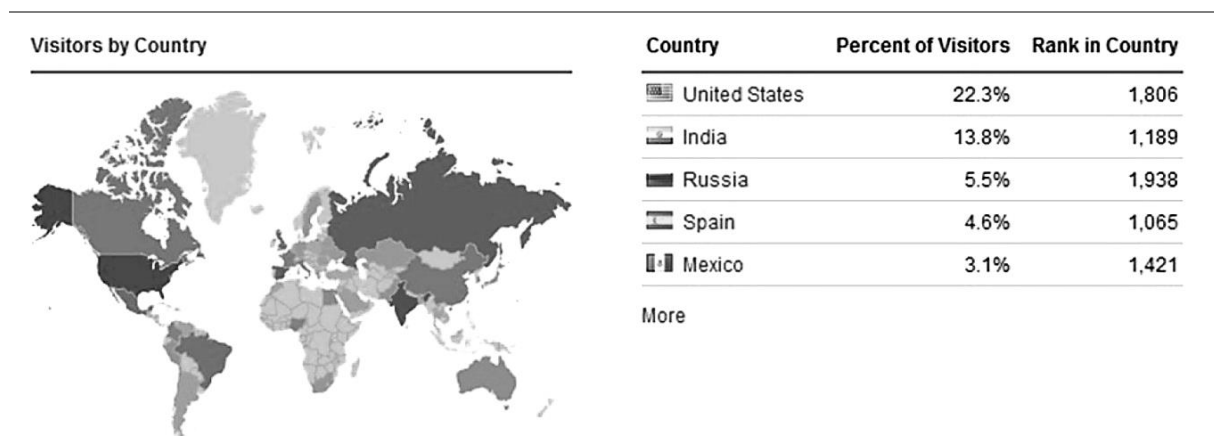 Visitors by Country
Country Percent of Visitors Rank in Country
United States 22.3% 1,806
India 13.8% 1,189
Russia 5.5% 1,938
Spain 4.6% 1,065
Mexico 3.1% 1,421
More